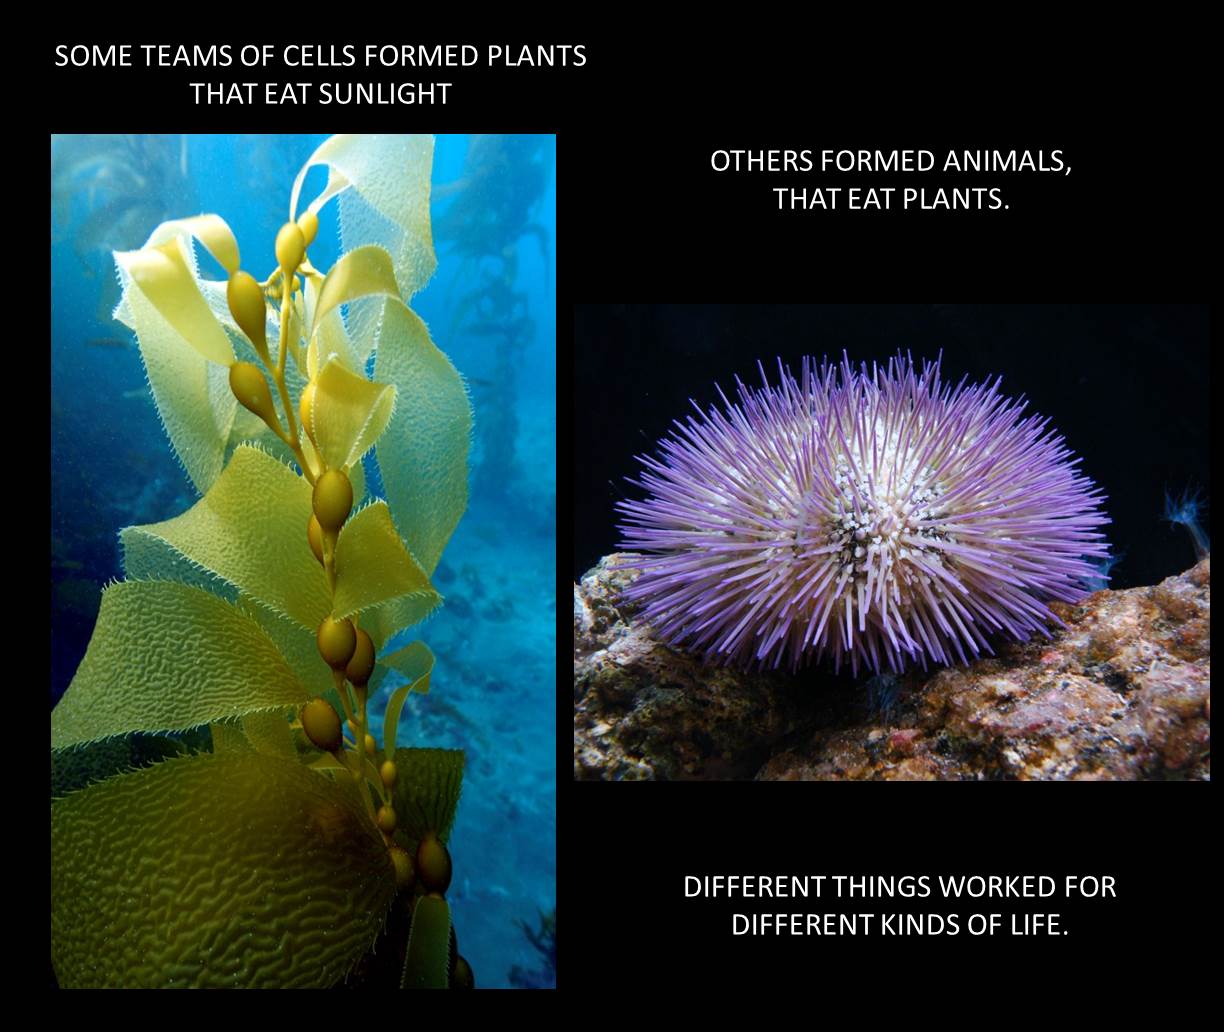 SOME TEAMS OF CELLS FORMED PLANTS
THAT EAT SUNLIGHT
OTHERS FORMED ANIMALS,
THAT EAT PLANTS.
DIFFERENT THINGS WORKED FOR
DIFFERENT KINDS OF LIFE.